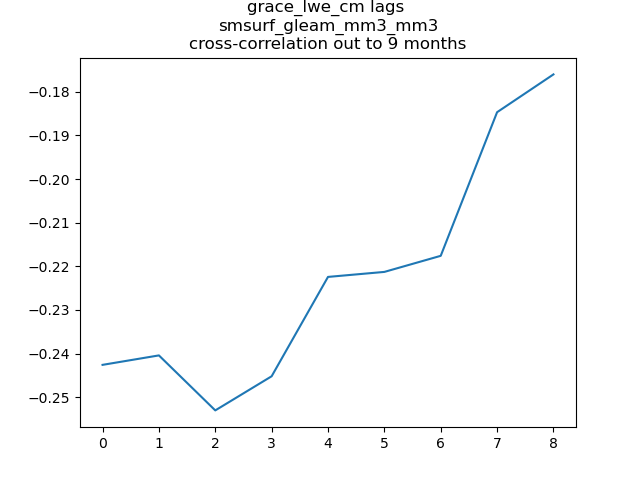 grace_lwe_cm lags
smsurf_gleam_mm3_mm3
cross-correlation out to 9 months
−0.18
−0.19
−0.20
−0.21
−0.22
−0.23
−0.24
−0.25
0 1 2 3 4 5 6 7 8